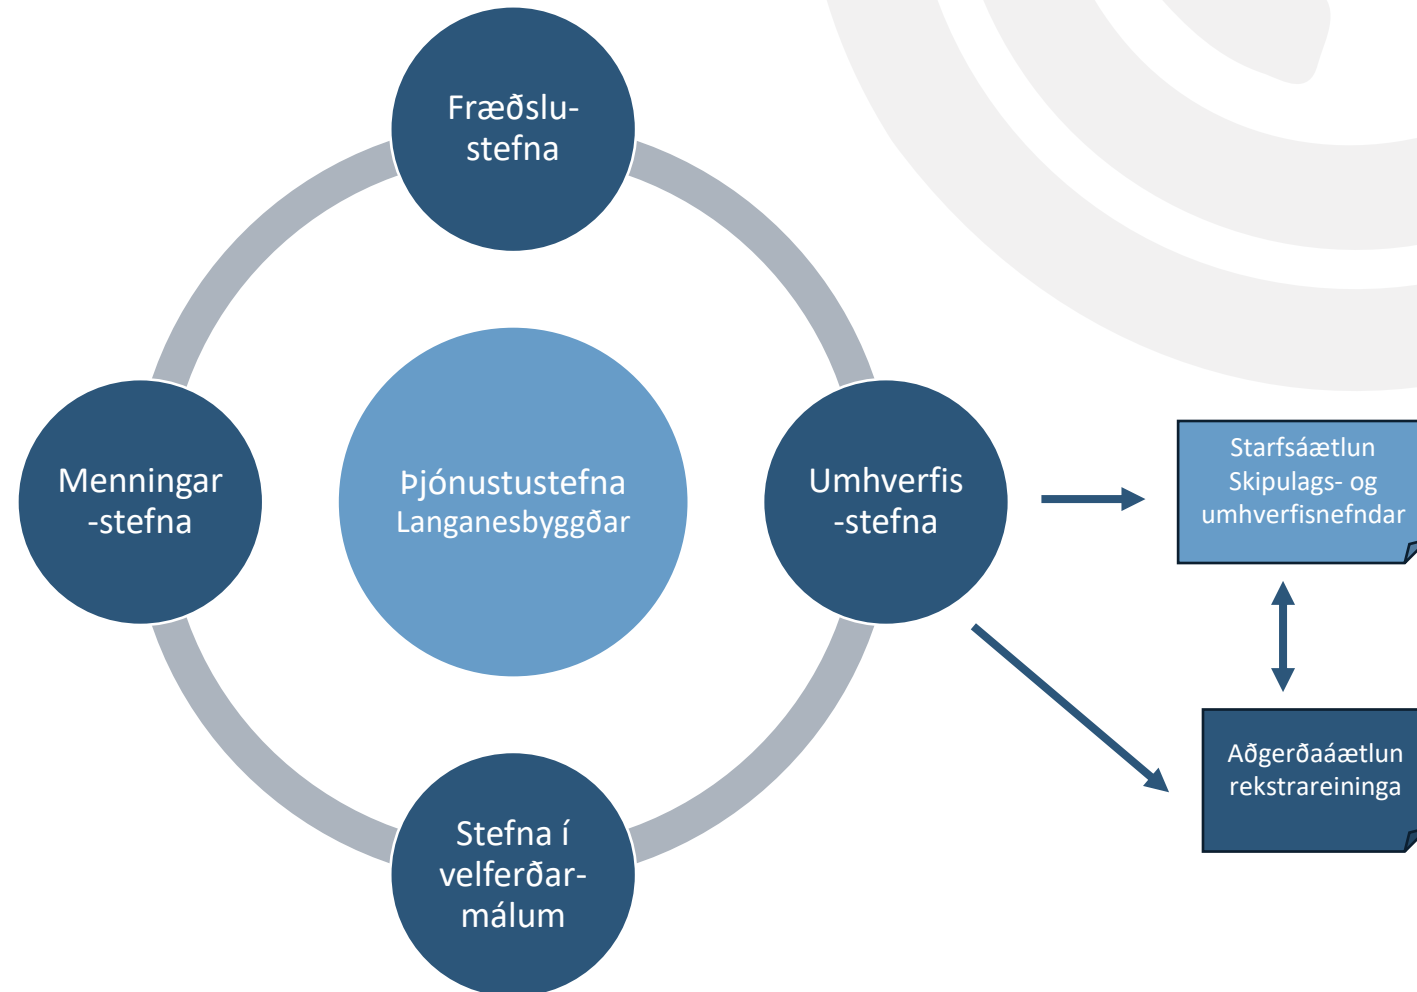 Fræðslu-
stefna
Menningar
-stefna
Þjónustustefna
Langanesbyggðar
Umhverfis
-stefna
Starfsáætlun
Skipulags- og
umhverfisnefndar
Aðgerðaáætlun
rekstrareininga
Stefna í
velferðar-
málum